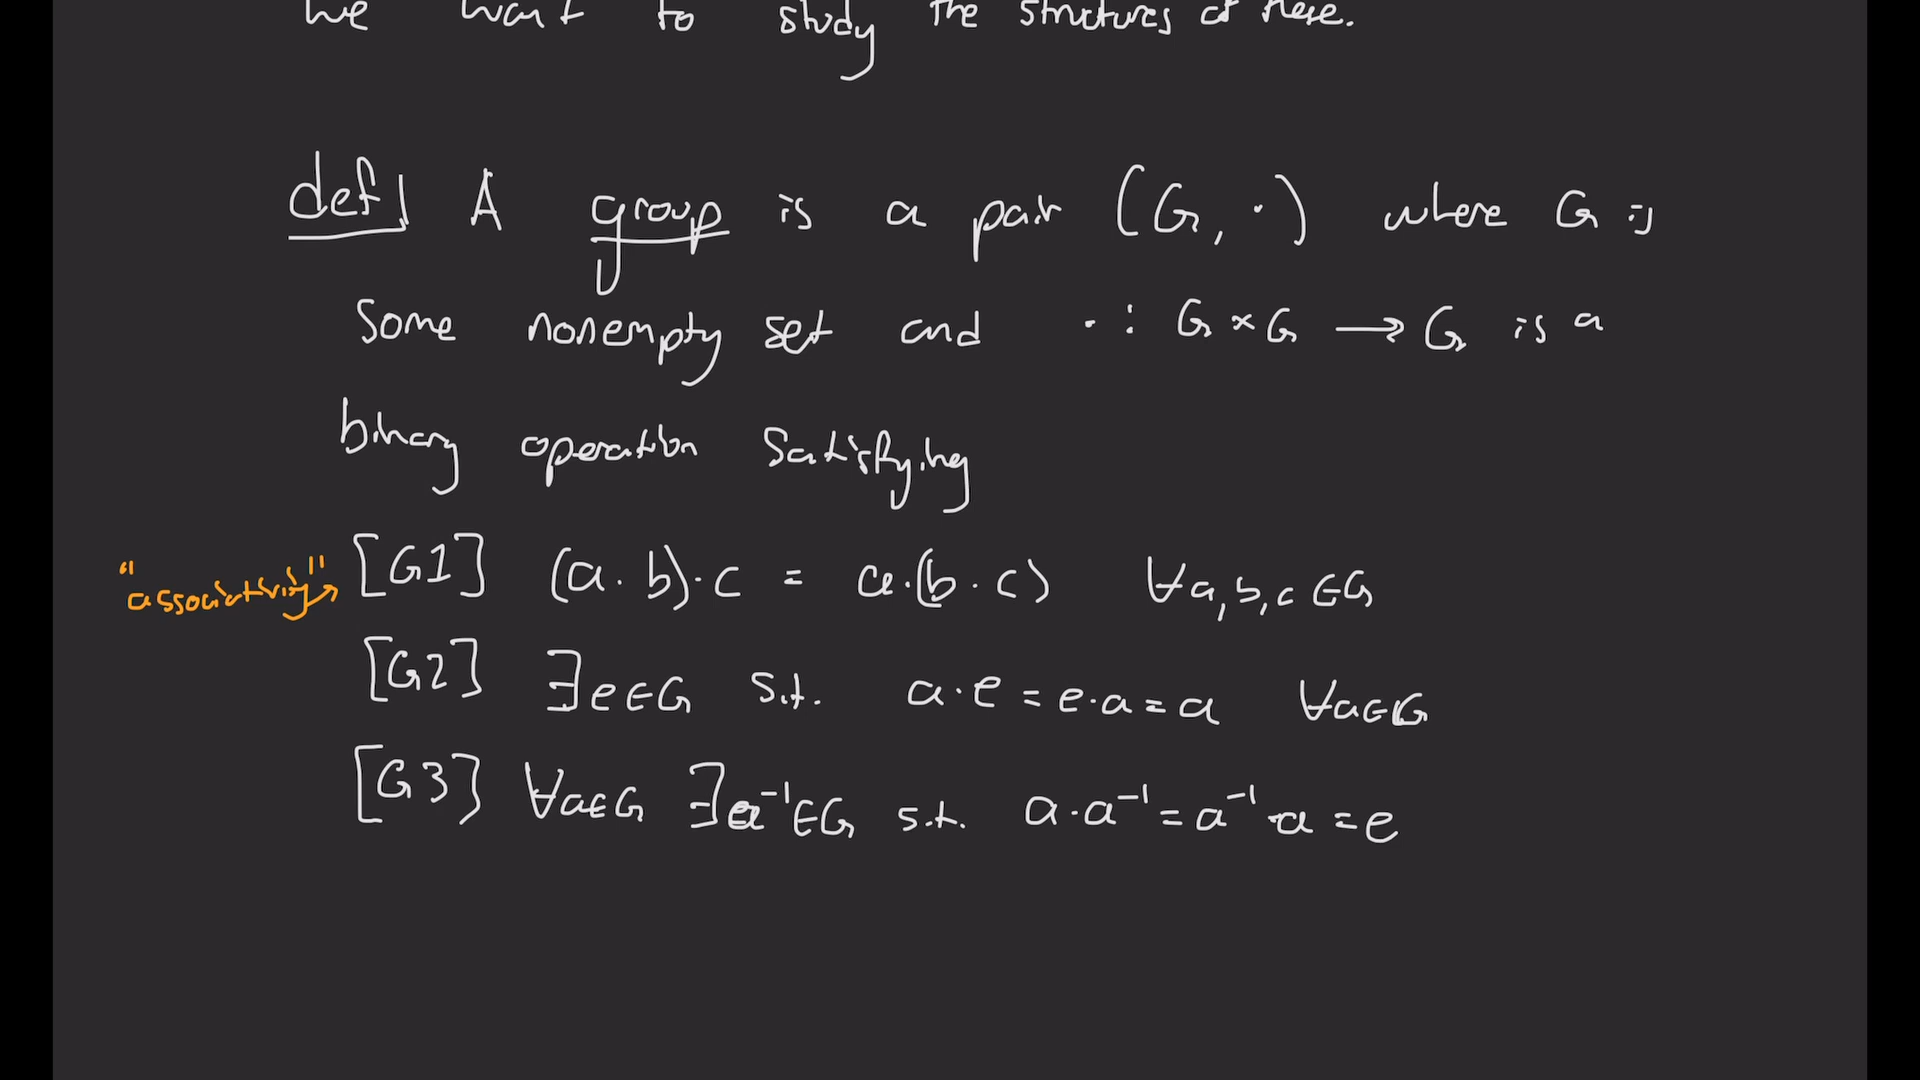 we want to study the structures of these.
def] A group is a pair (G, ·) where G is
some nonempty set and · : G × G → G is a
binary operation satisfying
"associativity" → [G1] (a · b) · c = a · (b · c) ∀a, b, c ∈ G
[G2] ∃e∈G s.t. a · e = e · a = a ∀a∈G
[G3] ∀a∈G ∃a⁻¹∈G s.t. a · a⁻¹ = a⁻¹ · a = e